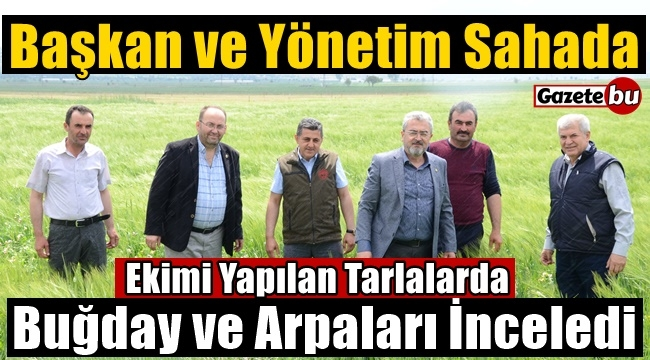 Başkan ve Yönetim Sahada
Gazetebu
Ekimi Yapılan Tarlalarda
Buğday ve Arpaları İnceledi